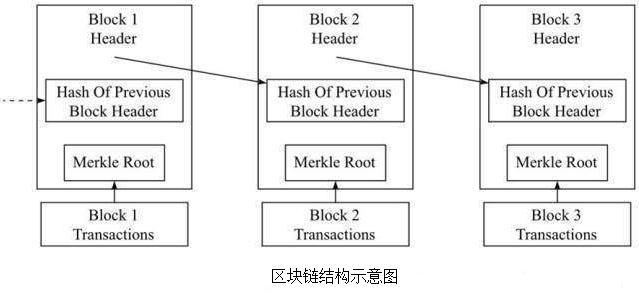 Block 1
Header
Hash Of Previous
Block Header
Merkle Root
Block 1
Transactions
Block 2
Header
Hash Of Previous
Block Header
Merkle Root
Block 2
Transactions
Block 3
Header
Hash Of Previous
Block Header
Merkle Root
Block 3
Transactions
区块链结构示意图